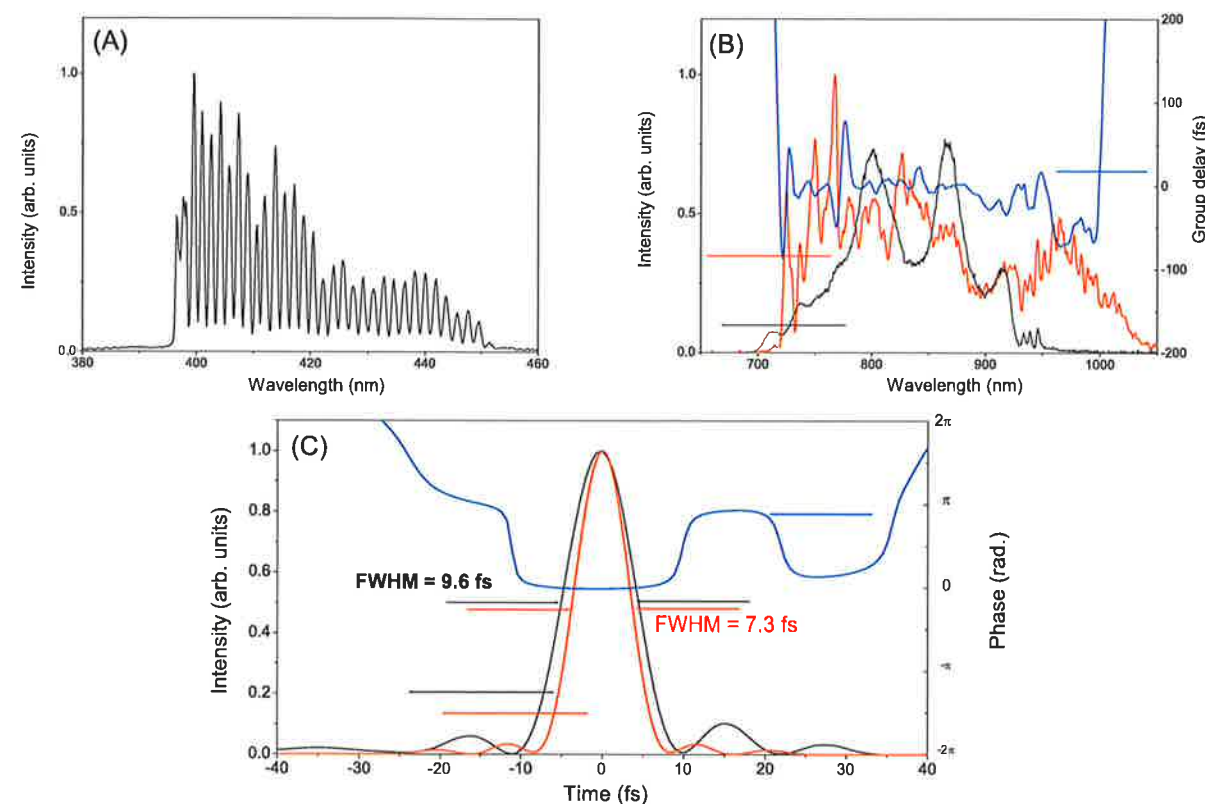 (A)
Intensity (arb. units)
1.0
0.5
0.0
380 400 420 440 460
Wavelength (nm)
(B)
Intensity (arb. units)
1.0
0.5
0.0
700 800 900 1000
Wavelength (nm)
200
100
0
-100
-200
Group delay (fs)
(C)
Intensity (arb. units)
1.0
0.8
0.6
0.4
0.2
0.0
FWHM = 9.6 fs
FWHM = 7.3 fs
-40 -30 -20 -10 0 10 20 30 40
Time (fs)
2π
π
0
-π
-2π
Phase (rad.)